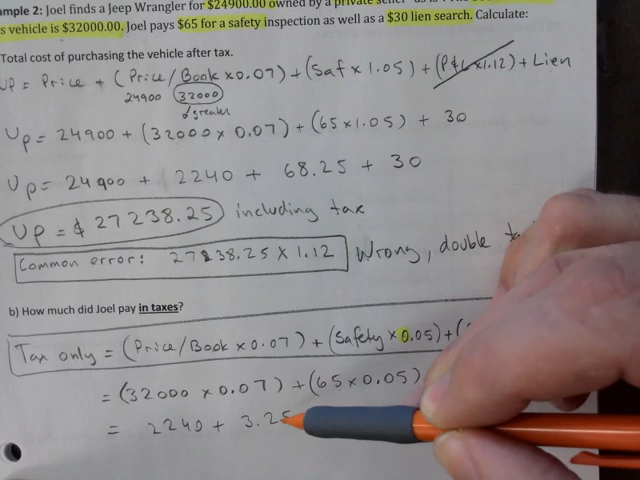 ample 2: Joel finds a Jeep Wrangler for $24900.00 owned by a private
s vehicle is $32000.00. Joel pays $65 for a safety inspection as well as a $30 lien search. Calculate:
Total cost of purchasing the vehicle after tax.
UP = Price + (Price/Book x 0.07) + (Saf x 1.05) + (P&L x 1.12) + Lien
24900 32000
greater
Up = 24900 + (32000 x 0.07) + (65 x 1.05) + 30
Up = 24900 + 2240 + 68.25 + 30
UP = $ 27238.25 including tax
Common error: 27238.25 x 1.12 Wrong, double
b) How much did Joel pay in taxes?
Tax only = (Price/Book x 0.07) + (Safety x 0.05) + (
= (32000 x 0.07) + (65 x 0.05)
= 2240 + 3.25